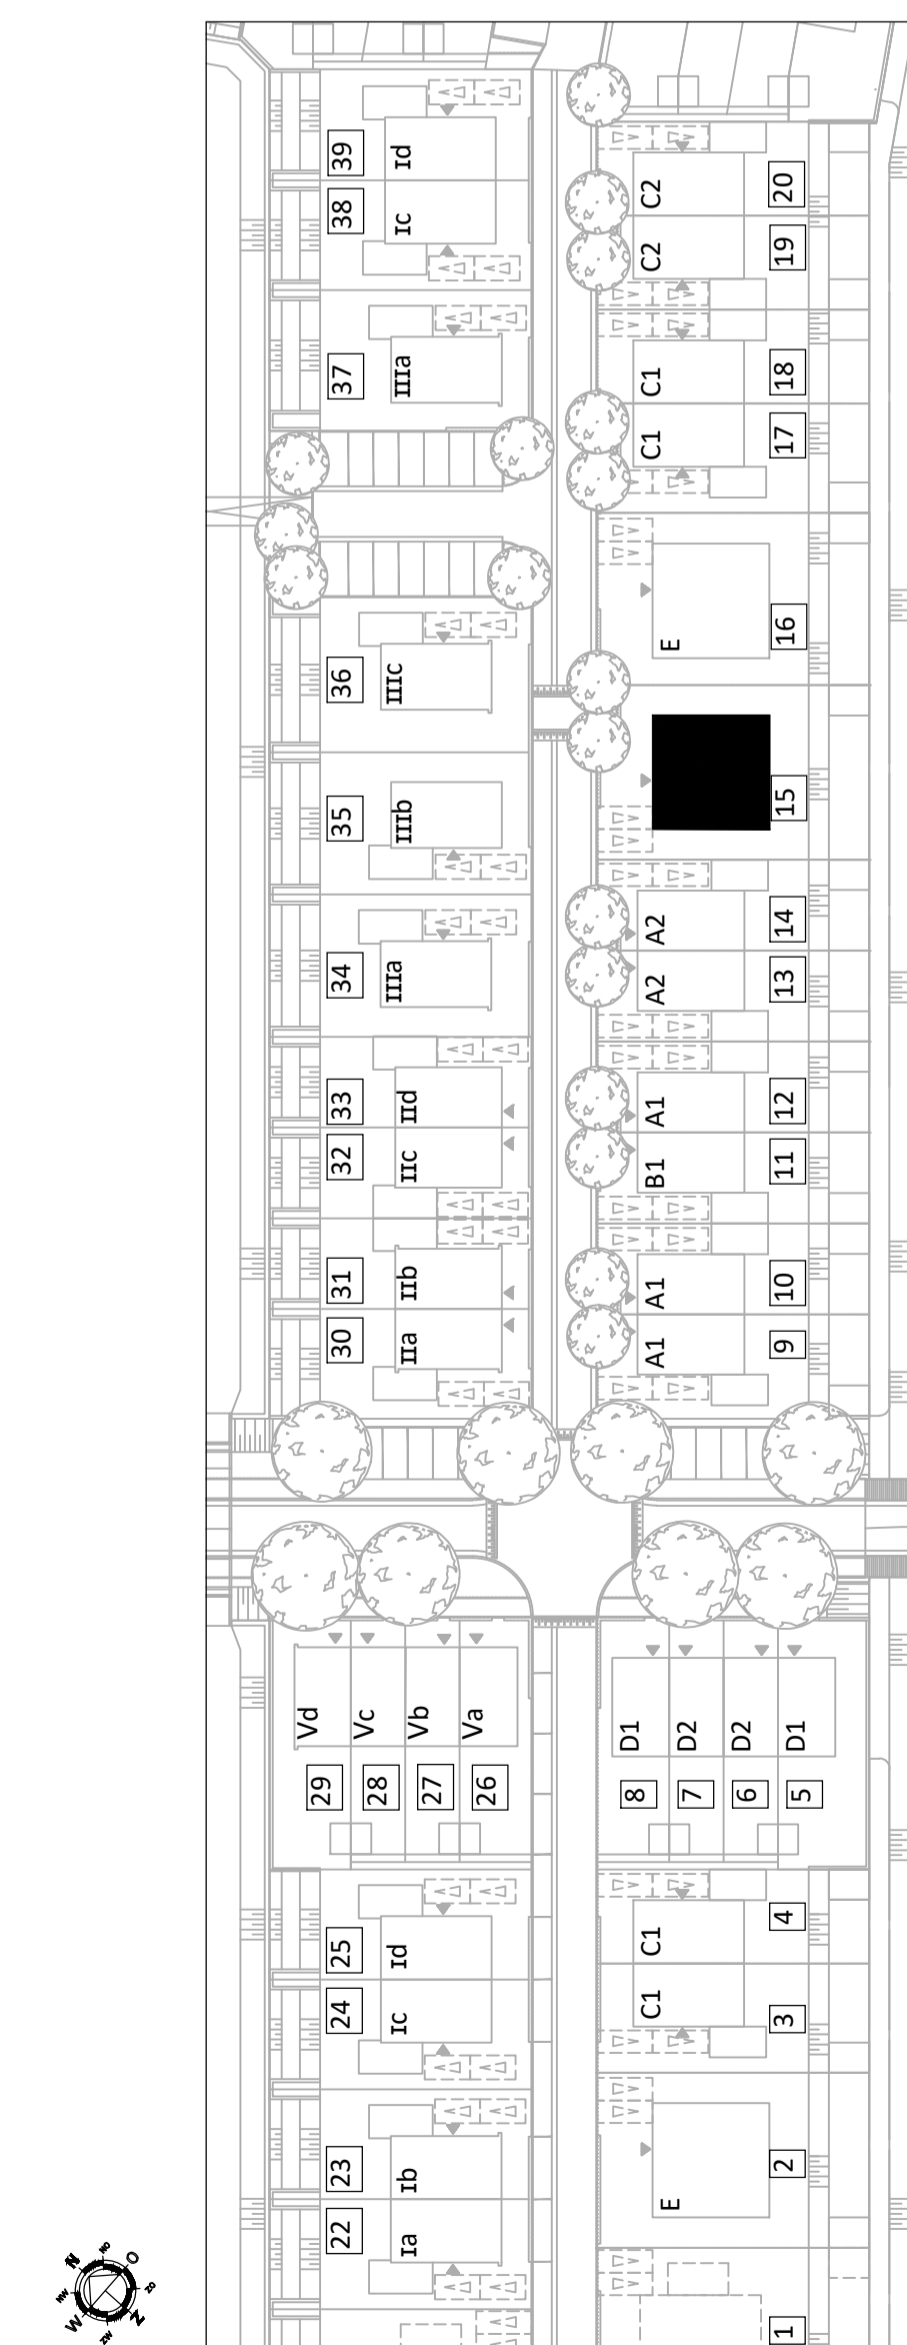 39
Id
C2
20
38
Ic
C2
19
37
IIIa
C1
18
C1
17
E
16
36
IIIc
15
35
IIIb
A2
14
34
IIIa
A2
13
33
IId
A1
12
32
IIc
B1
11
31
IIb
A1
10
30
IIa
A1
9
Vd
Vc
Vb
Va
D1
D2
D2
D1
29
28
27
26
8
7
6
5
25
Id
C1
4
24
Ic
C1
3
23
Ib
E
2
22
Ia
1
N
NO
O
ZO
Z
ZW
W
NW